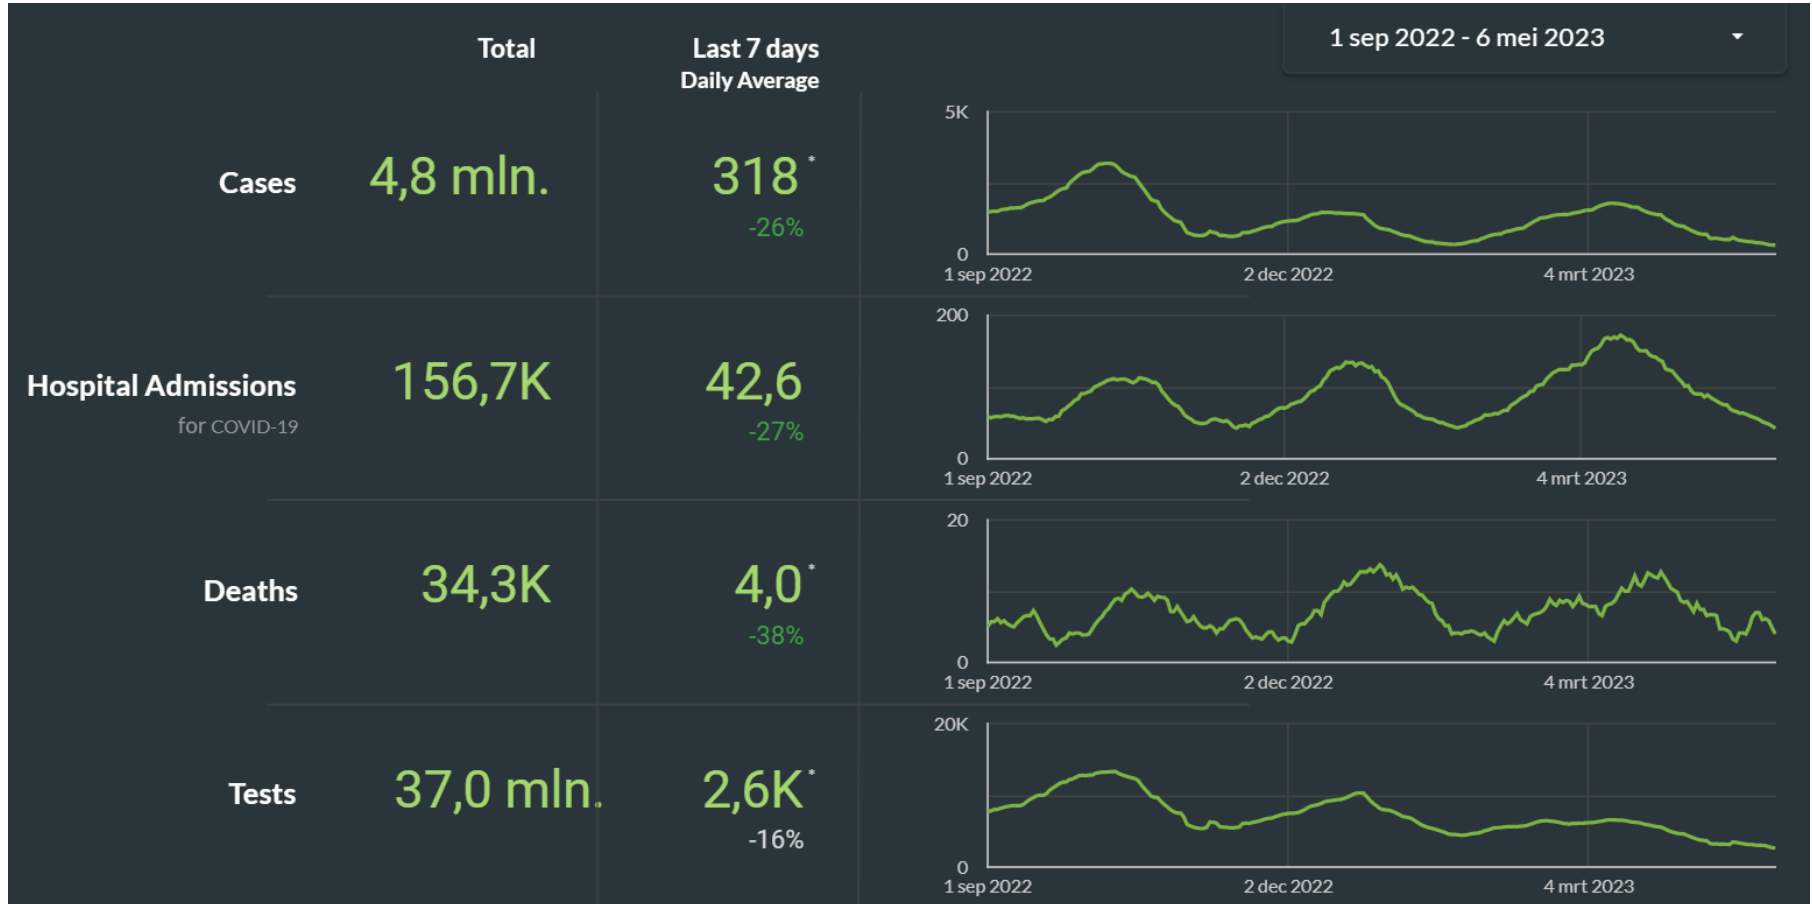 Total
Last 7 days
Daily Average
1 sep 2022 - 6 mei 2023
Cases
4,8 mln.
318 *
-26%
5K
0
1 sep 2022
2 dec 2022
4 mrt 2023
Hospital Admissions
for COVID-19
156,7K
42,6
-27%
200
0
1 sep 2022
2 dec 2022
4 mrt 2023
Deaths
34,3K
4,0 *
-38%
20
0
1 sep 2022
2 dec 2022
4 mrt 2023
Tests
37,0 mln.
2,6K *
-16%
20K
0
1 sep 2022
2 dec 2022
4 mrt 2023